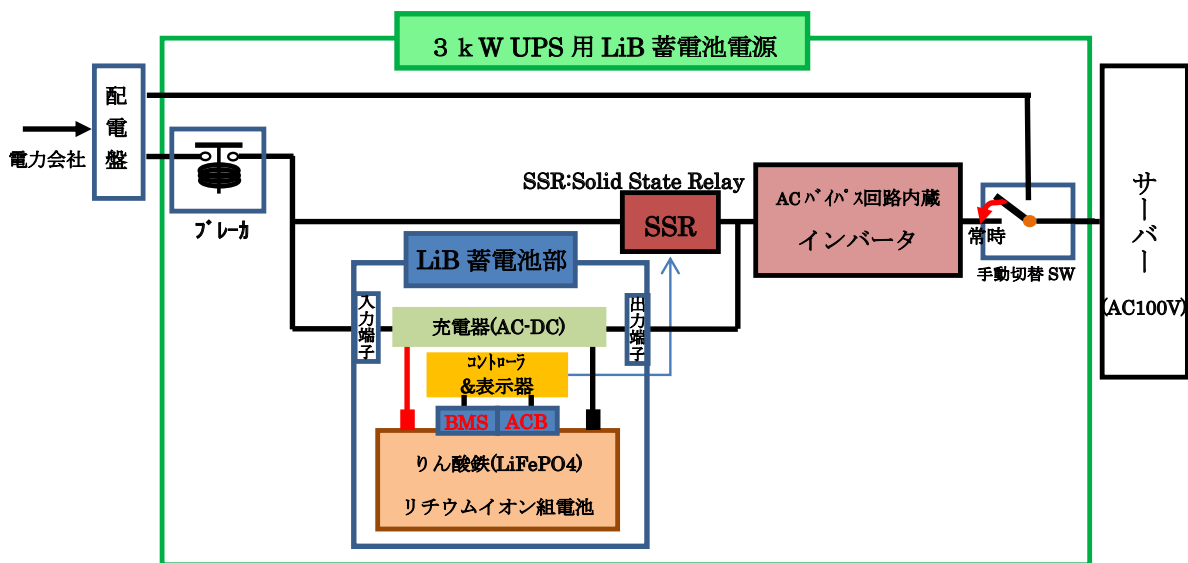 ３ｋW UPS 用 LiB 蓄電池電源
配電盤
電力会社
ﾌﾞﾚｰｶ
SSR:Solid State Relay
SSR
ACﾊﾞｲﾊﾟｽ回路内蔵
インバータ
常時
手動切替 SW
サーバー
(AC100V)
LiB 蓄電池部
入力端子
充電器(AC-DC)
出力端子
ｺﾝﾄﾛｰﾗ
&表示器
BMS
ACB
りん酸鉄(LiFePO4)
リチウムイオン組電池